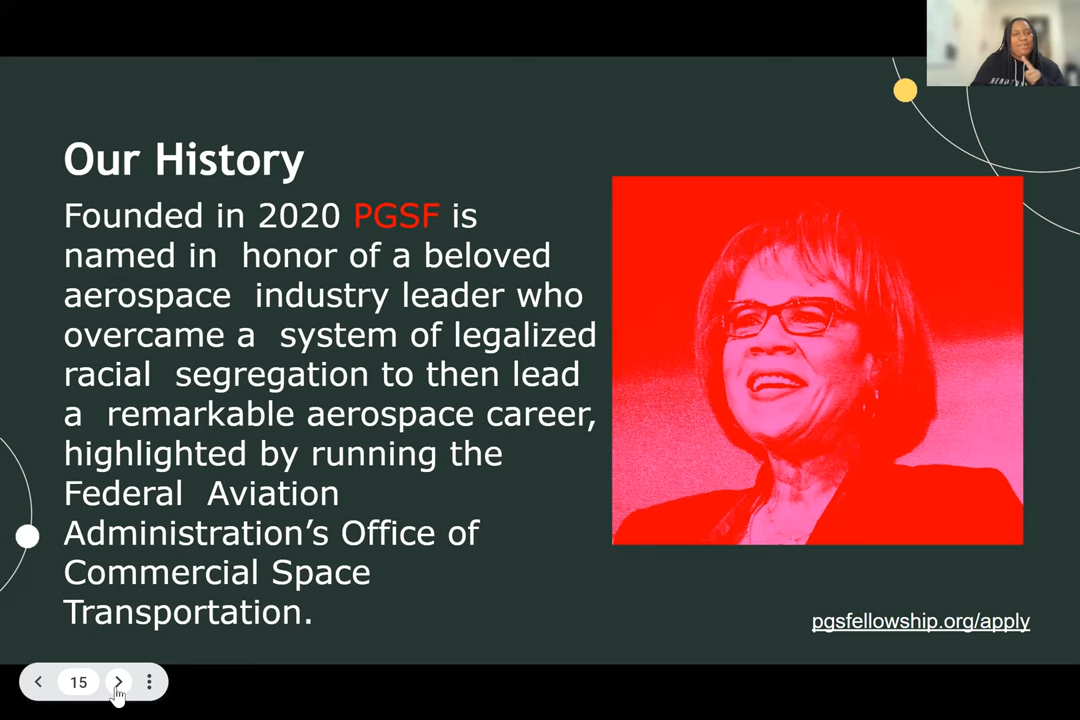 Our History
Founded in 2020 PGSF is
named in honor of a beloved
aerospace industry leader who
overcame a system of legalized
racial segregation to then lead
a remarkable aerospace career,
highlighted by running the
Federal Aviation
Administration’s Office of
Commercial Space
Transportation.
pgsfellowship.org/apply
15